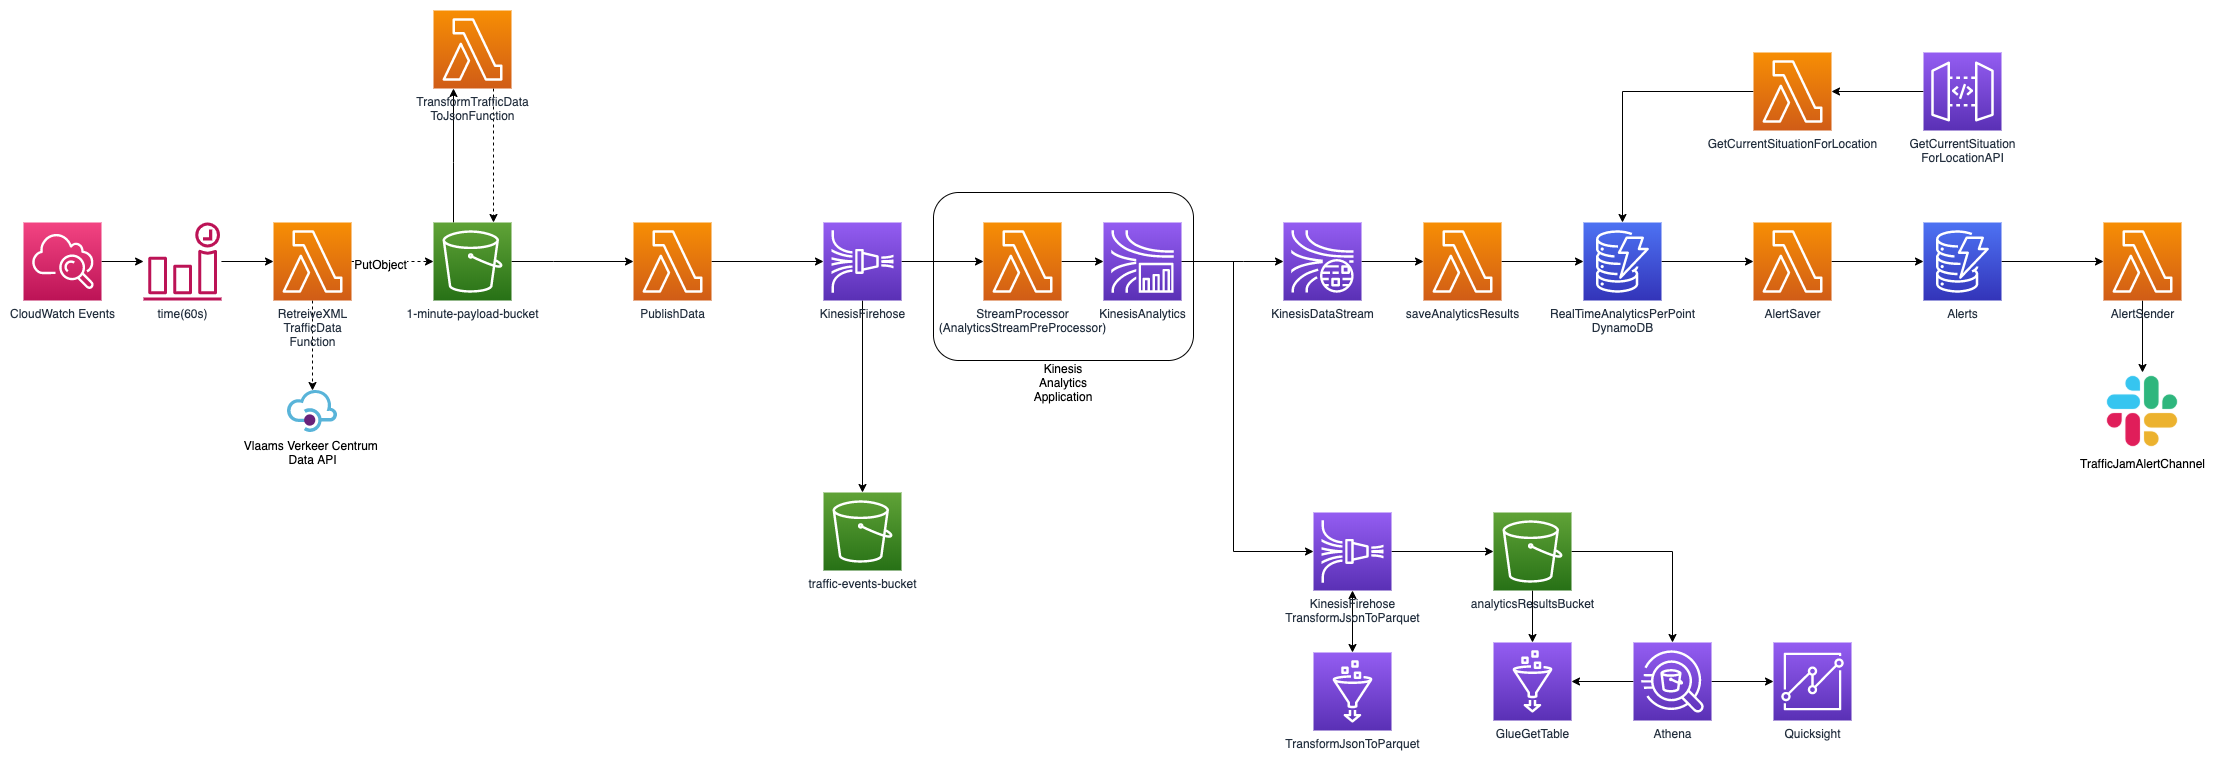 TransformTrafficData
ToJsonFunction
GetCurrentSituationForLocation
GetCurrentSituation
ForLocationAPI
PutObject
CloudWatch Events
time(60s)
RetreiveXML
TrafficData
Function
1-minute-payload-bucket
PublishData
KinesisFirehose
StreamProcessor
(AnalyticsStreamPreProcessor)
KinesisAnalytics
KinesisDataStream
saveAnalyticsResults
RealTimeAnalyticsPerPoint
DynamoDB
AlertSaver
Alerts
AlertSender
Kinesis
Analytics
Application
Vlaams Verkeer Centrum
Data API
TrafficJamAlertChannel
traffic-events-bucket
KinesisFirehose
TransformJsonToParquet
analyticsResultsBucket
TransformJsonToParquet
GlueGetTable
Athena
Quicksight